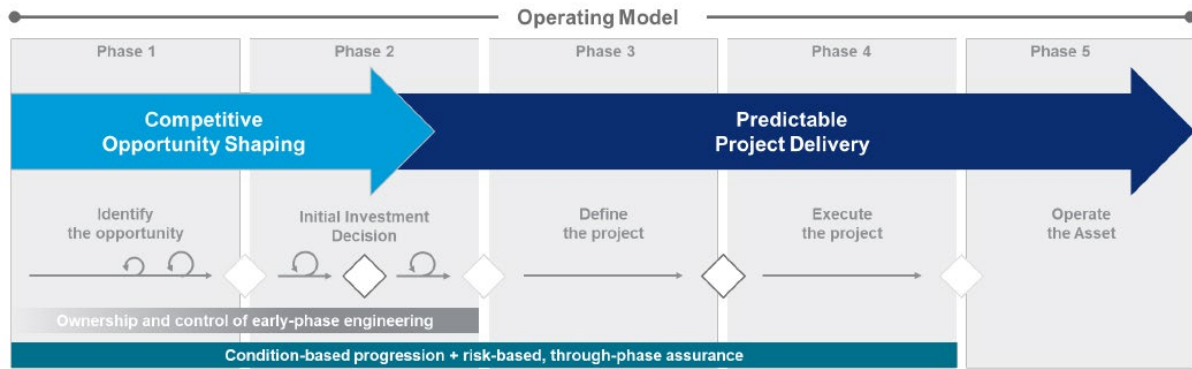 Operating Model
Phase 1
Phase 2
Phase 3
Phase 4
Phase 5
Competitive
Opportunity Shaping
Predictable
Project Delivery
Identify
the opportunity
Initial Investment
Decision
Define
the project
Execute
the project
Operate
the Asset
Ownership and control of early-phase engineering
Condition-based progression + risk-based, through-phase assurance